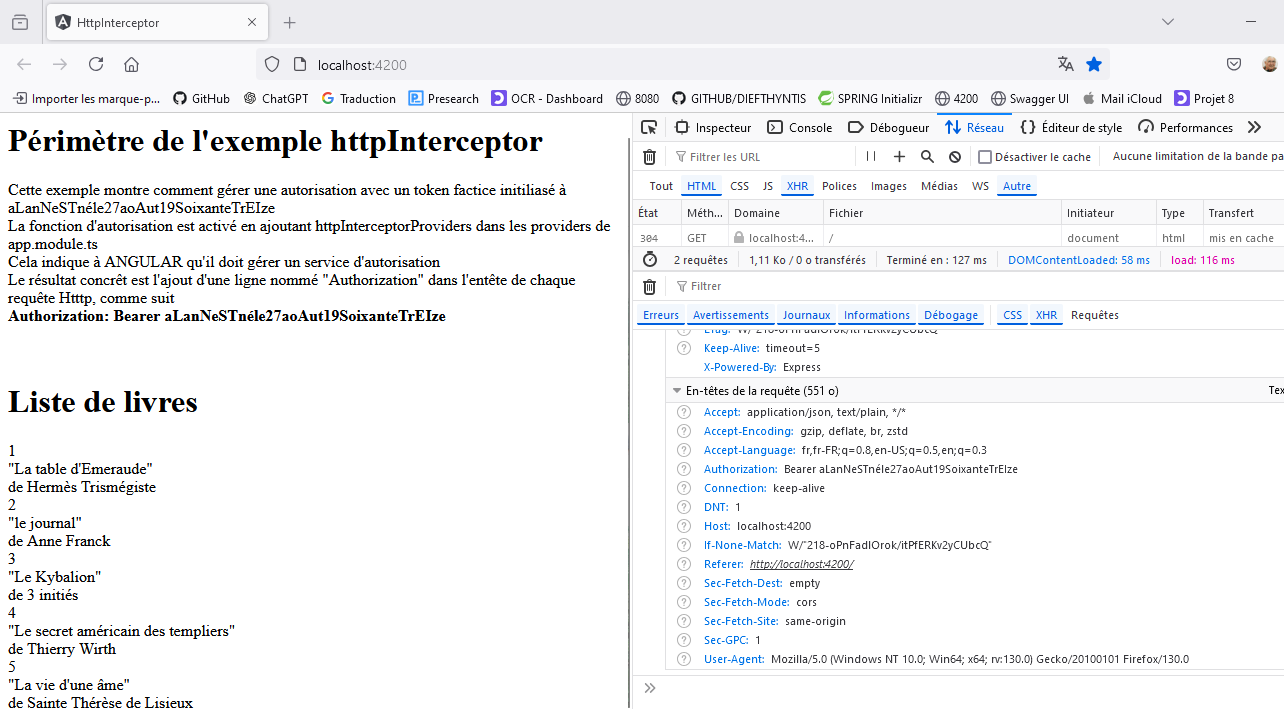 HttpInterceptor
localhost:4200
Importer les marque-p...
GitHub
ChatGPT
Traduction
Presearch
OCR - Dashboard
8080
GITHUB/DIEFTHYNTIS
SPRING Initializr
4200
Swagger UI
Mail iCloud
Projet 8
Périmètre de l'exemple httpInterceptor
Cette exemple montre comment gérer une autorisation avec un token factice initiliasé à
aLanNeSTnéle27aoAut19SoixanteTrEIze
La fonction d'autorisation est activé en ajoutant httpInterceptorProviders dans les providers de
app.module.ts
Cela indique à ANGULAR qu'il doit gérer un service d'autorisation
Le résultat concrêt est l'ajout d'une ligne nommé "Authorization" dans l'entête de chaque
requête Htttp, comme suit
Authorization: Bearer aLanNeSTnéle27aoAut19SoixanteTrEIze
Liste de livres
1
"La table d'Emeraude"
de Hermès Trismégiste
2
"le journal"
de Anne Franck
3
"Le Kybalion"
de 3 initiés
4
"Le secret américain des templiers"
de Thierry Wirth
5
"La vie d'une âme"
de Sainte Thérèse de Lisieux
Inspecteur
Console
Débogueur
Réseau
Éditeur de style
Performances
Filtrer les URL
Désactiver le cache
Aucune limitation de la bande pa
Tout
HTML
CSS
JS
XHR
Polices
Images
Médias
WS
Autre
État
Méth...
Domaine
Fichier
Initiateur
Type
Transfert
304
GET
localhost:4...
/
document
html
mis en cache
2 requêtes
1,11 Ko / 0 o transférés
Terminé en : 127 ms
DOMContentLoaded: 58 ms
load: 116 ms
Filtrer
Erreurs
Avertissements
Journaux
Informations
Débogage
CSS
XHR
Requêtes
Etag: W/"218-oPnFadIOrok/itPfERKv2yCUbcQ"
Keep-Alive: timeout=5
X-Powered-By: Express
En-têtes de la requête (551 o)
Tex
Accept: application/json, text/plain, */*
Accept-Encoding: gzip, deflate, br, zstd
Accept-Language: fr,fr-FR;q=0.8,en-US;q=0.5,en;q=0.3
Authorization: Bearer aLanNeSTnéle27aoAut19SoixanteTrEIze
Connection: keep-alive
DNT: 1
Host: localhost:4200
If-None-Match: W/"218-oPnFadIOrok/itPfERKv2yCUbcQ"
Referer: http://localhost:4200/
Sec-Fetch-Dest: empty
Sec-Fetch-Mode: cors
Sec-Fetch-Site: same-origin
Sec-GPC: 1
User-Agent: Mozilla/5.0 (Windows NT 10.0; Win64; x64; rv:130.0) Gecko/20100101 Firefox/130.0